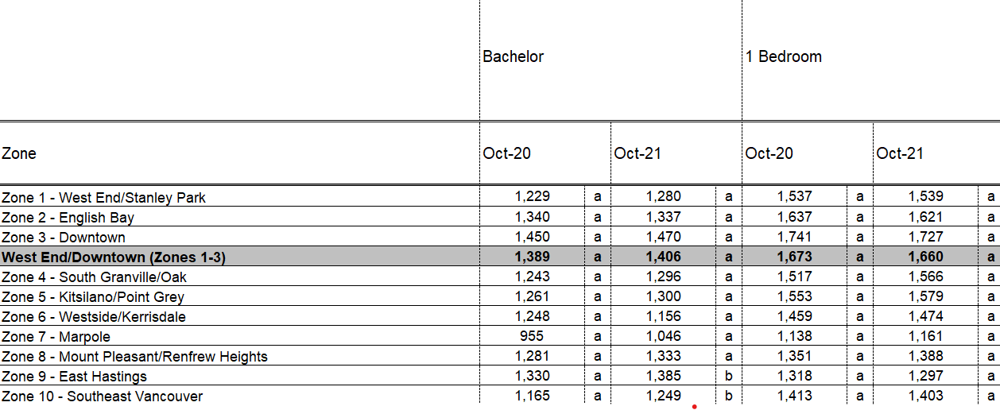 Bachelor 1 Bedroom
Zone Oct-20 Oct-21 Oct-20 Oct-21
Zone 1 - West End/Stanley Park 1,229 a 1,280 a 1,537 a 1,539 a
Zone 2 - English Bay 1,340 a 1,337 a 1,637 a 1,621 a
Zone 3 - Downtown 1,450 a 1,470 a 1,741 a 1,727 a
West End/Downtown (Zones 1-3) 1,389 a 1,406 a 1,673 a 1,660 a
Zone 4 - South Granville/Oak 1,243 a 1,296 a 1,517 a 1,566 a
Zone 5 - Kitsilano/Point Grey 1,261 a 1,300 a 1,553 a 1,579 a
Zone 6 - Westside/Kerrisdale 1,248 a 1,156 a 1,459 a 1,474 a
Zone 7 - Marpole 955 a 1,046 a 1,138 a 1,161 a
Zone 8 - Mount Pleasant/Renfrew Heights 1,281 a 1,333 a 1,351 a 1,388 a
Zone 9 - East Hastings 1,330 a 1,385 b 1,318 a 1,297 a
Zone 10 - Southeast Vancouver 1,165 a 1,249 b 1,413 a 1,403 a